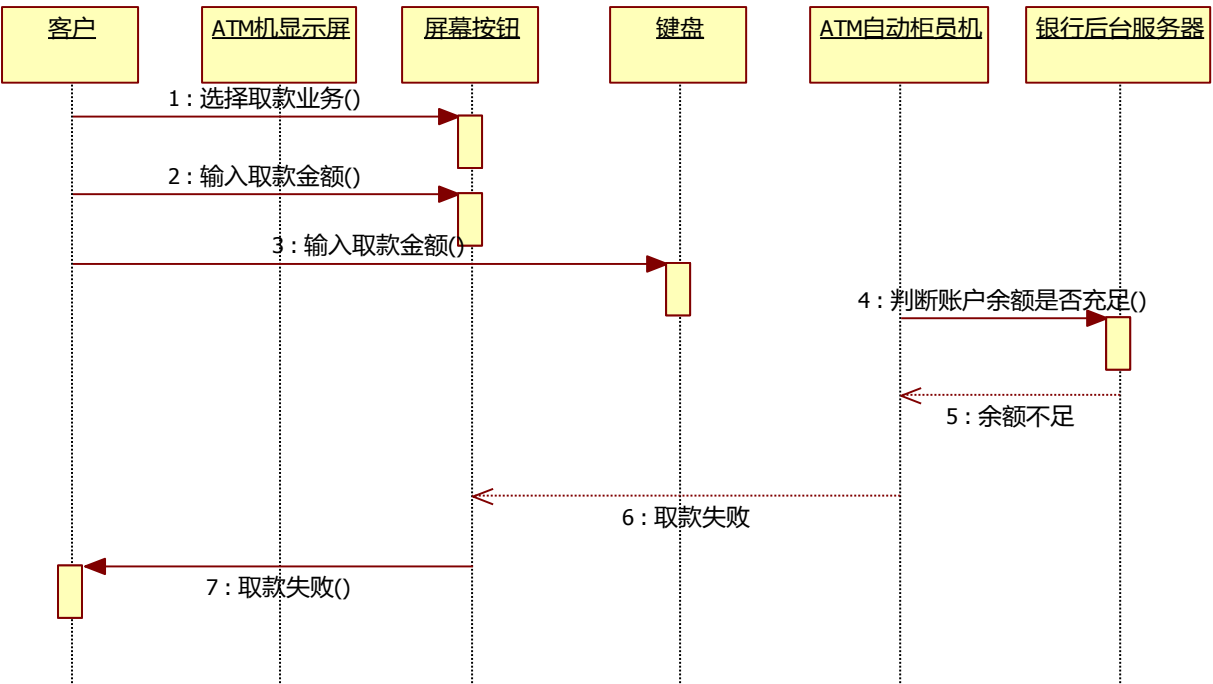 客户
ATM机显示屏
屏幕按钮
键盘
ATM自动柜员机
银行后台服务器
1 : 选择取款业务()
2 : 输入取款金额()
3 : 输入取款金额()
4 : 判断账户余额是否充足()
5 : 余额不足
6 : 取款失败
7 : 取款失败()